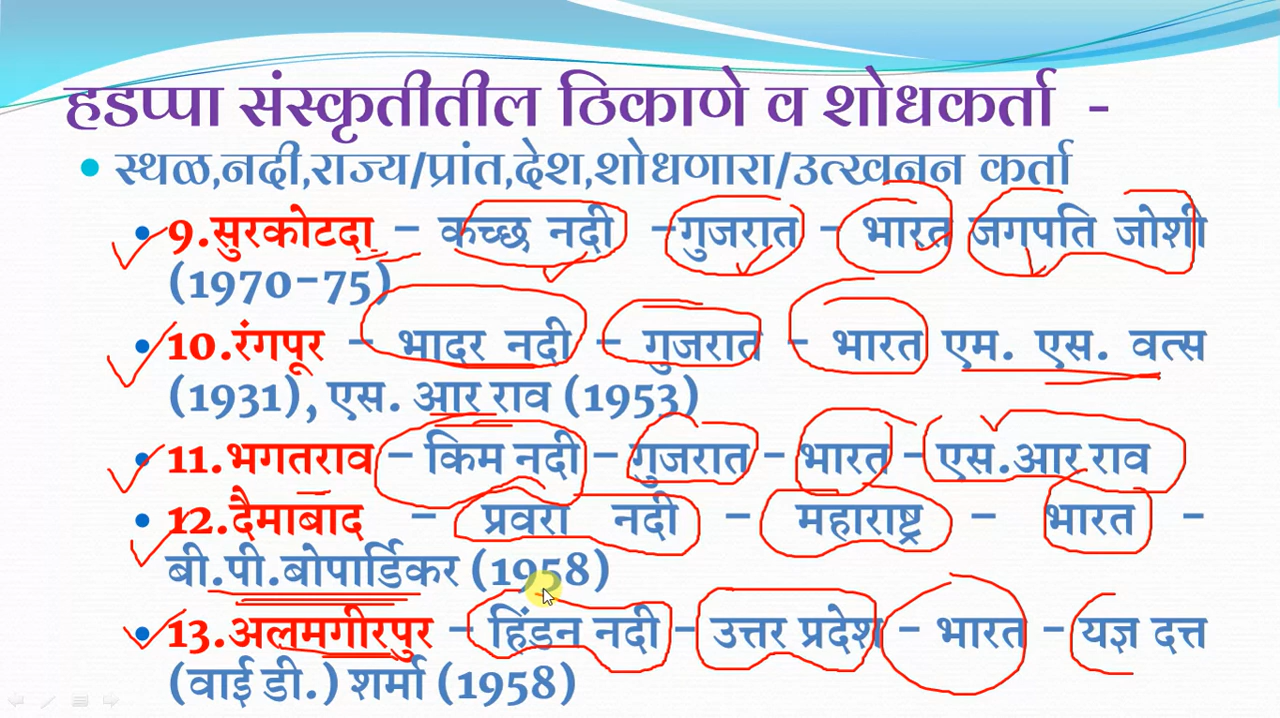 हडप्पा संस्कृतीतील ठिकाणे व शोधकर्ता -
• स्थळ,नदी,राज्य/प्रांत,देश,शोधणारा/उत्खनन कर्ता
• 9.सुरकोटदा – कच्छ नदी –गुजरात – भारत जगपति जोशी
(1970-75)
• 10.रंगपूर – भादर नदी – गुजरात – भारत एम. एस. वत्स
(1931), एस. आर राव (1953)
• 11.भगतराव – किम नदी – गुजरात – भारत – एस.आर राव
• 12.दैमाबाद – प्रवरा नदी – महाराष्ट्र – भारत –
बी.पी.बोपार्डिकर (1958)
• 13.अलमगीरपुर – हिंडन नदी – उत्तर प्रदेश – भारत – यज्ञ दत्त
(वाई डी.) शर्मा (1958)